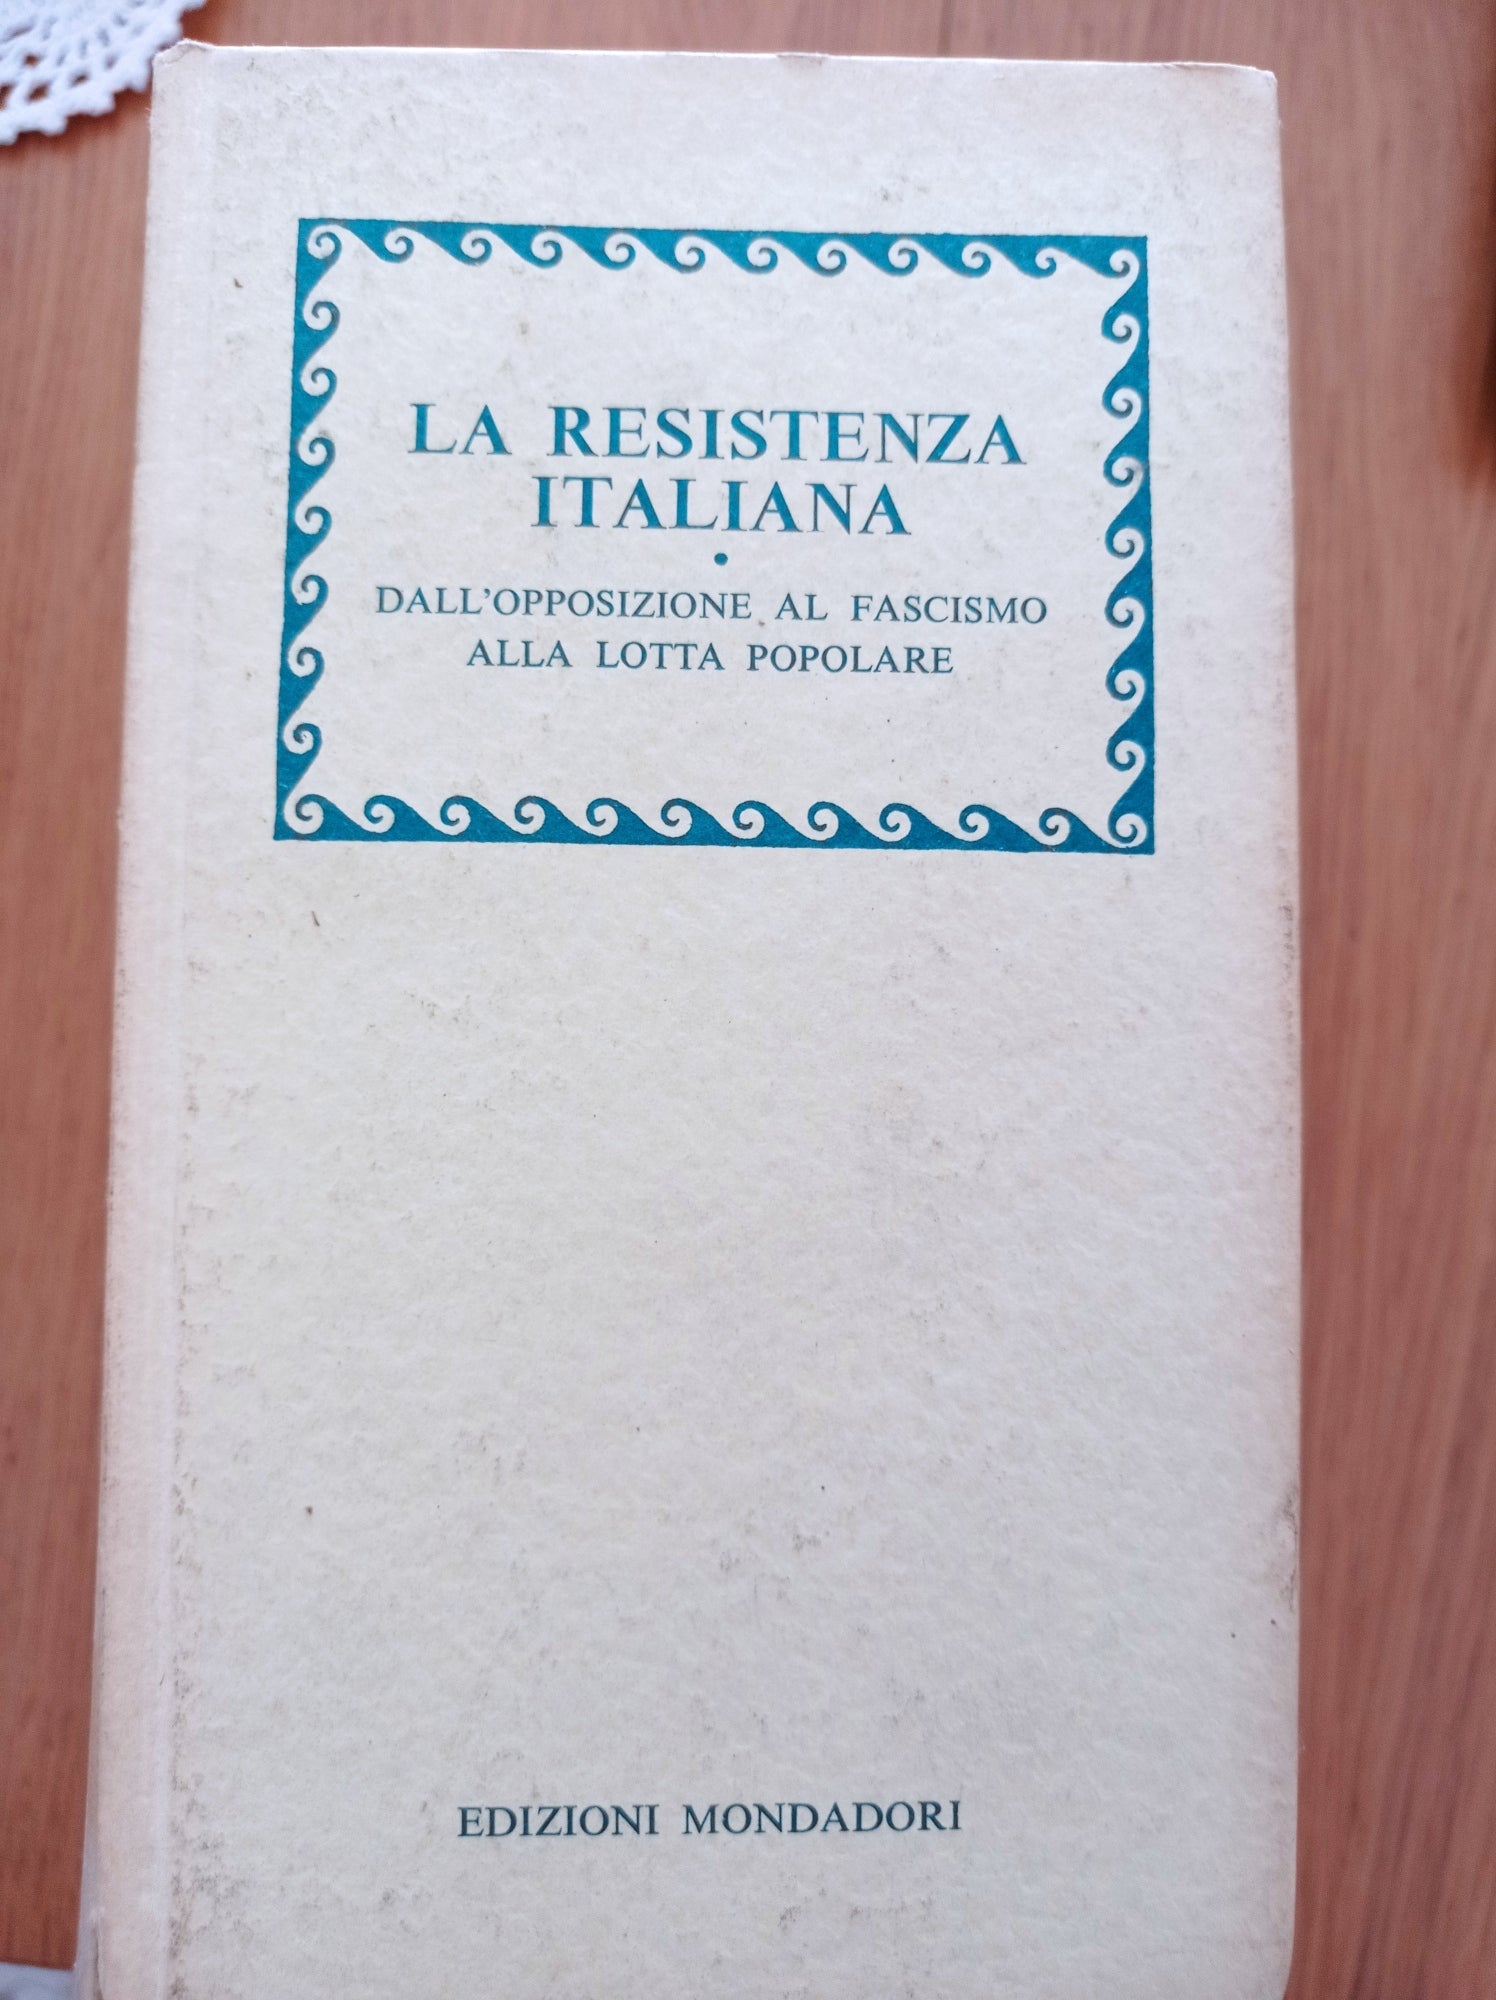 LA RESISTENZA
ITALIANA
•
DALL'OPPOSIZIONE AL FASCISMO
ALLA LOTTA POPOLARE
EDIZIONI MONDADORI